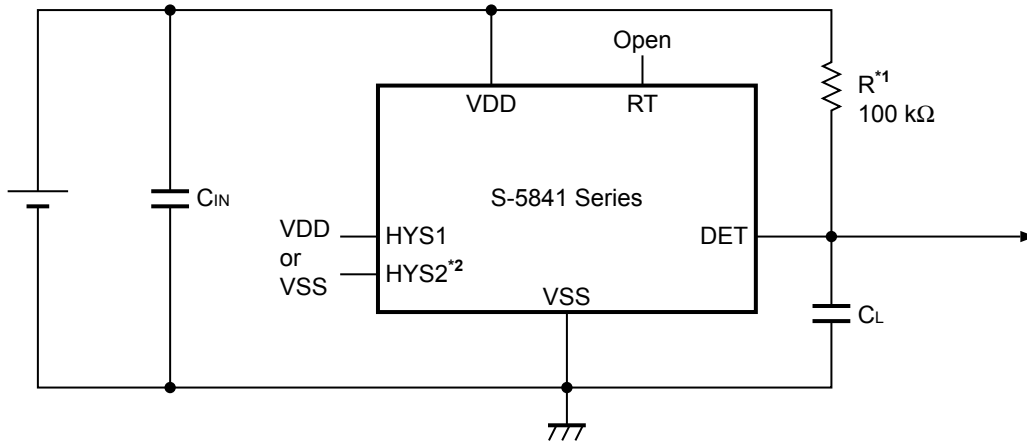 Open
VDD
RT
R*1
100 kΩ
S-5841 Series
CIN
VDD
or
VSS
HYS1
HYS2*2
DET
VSS
CL